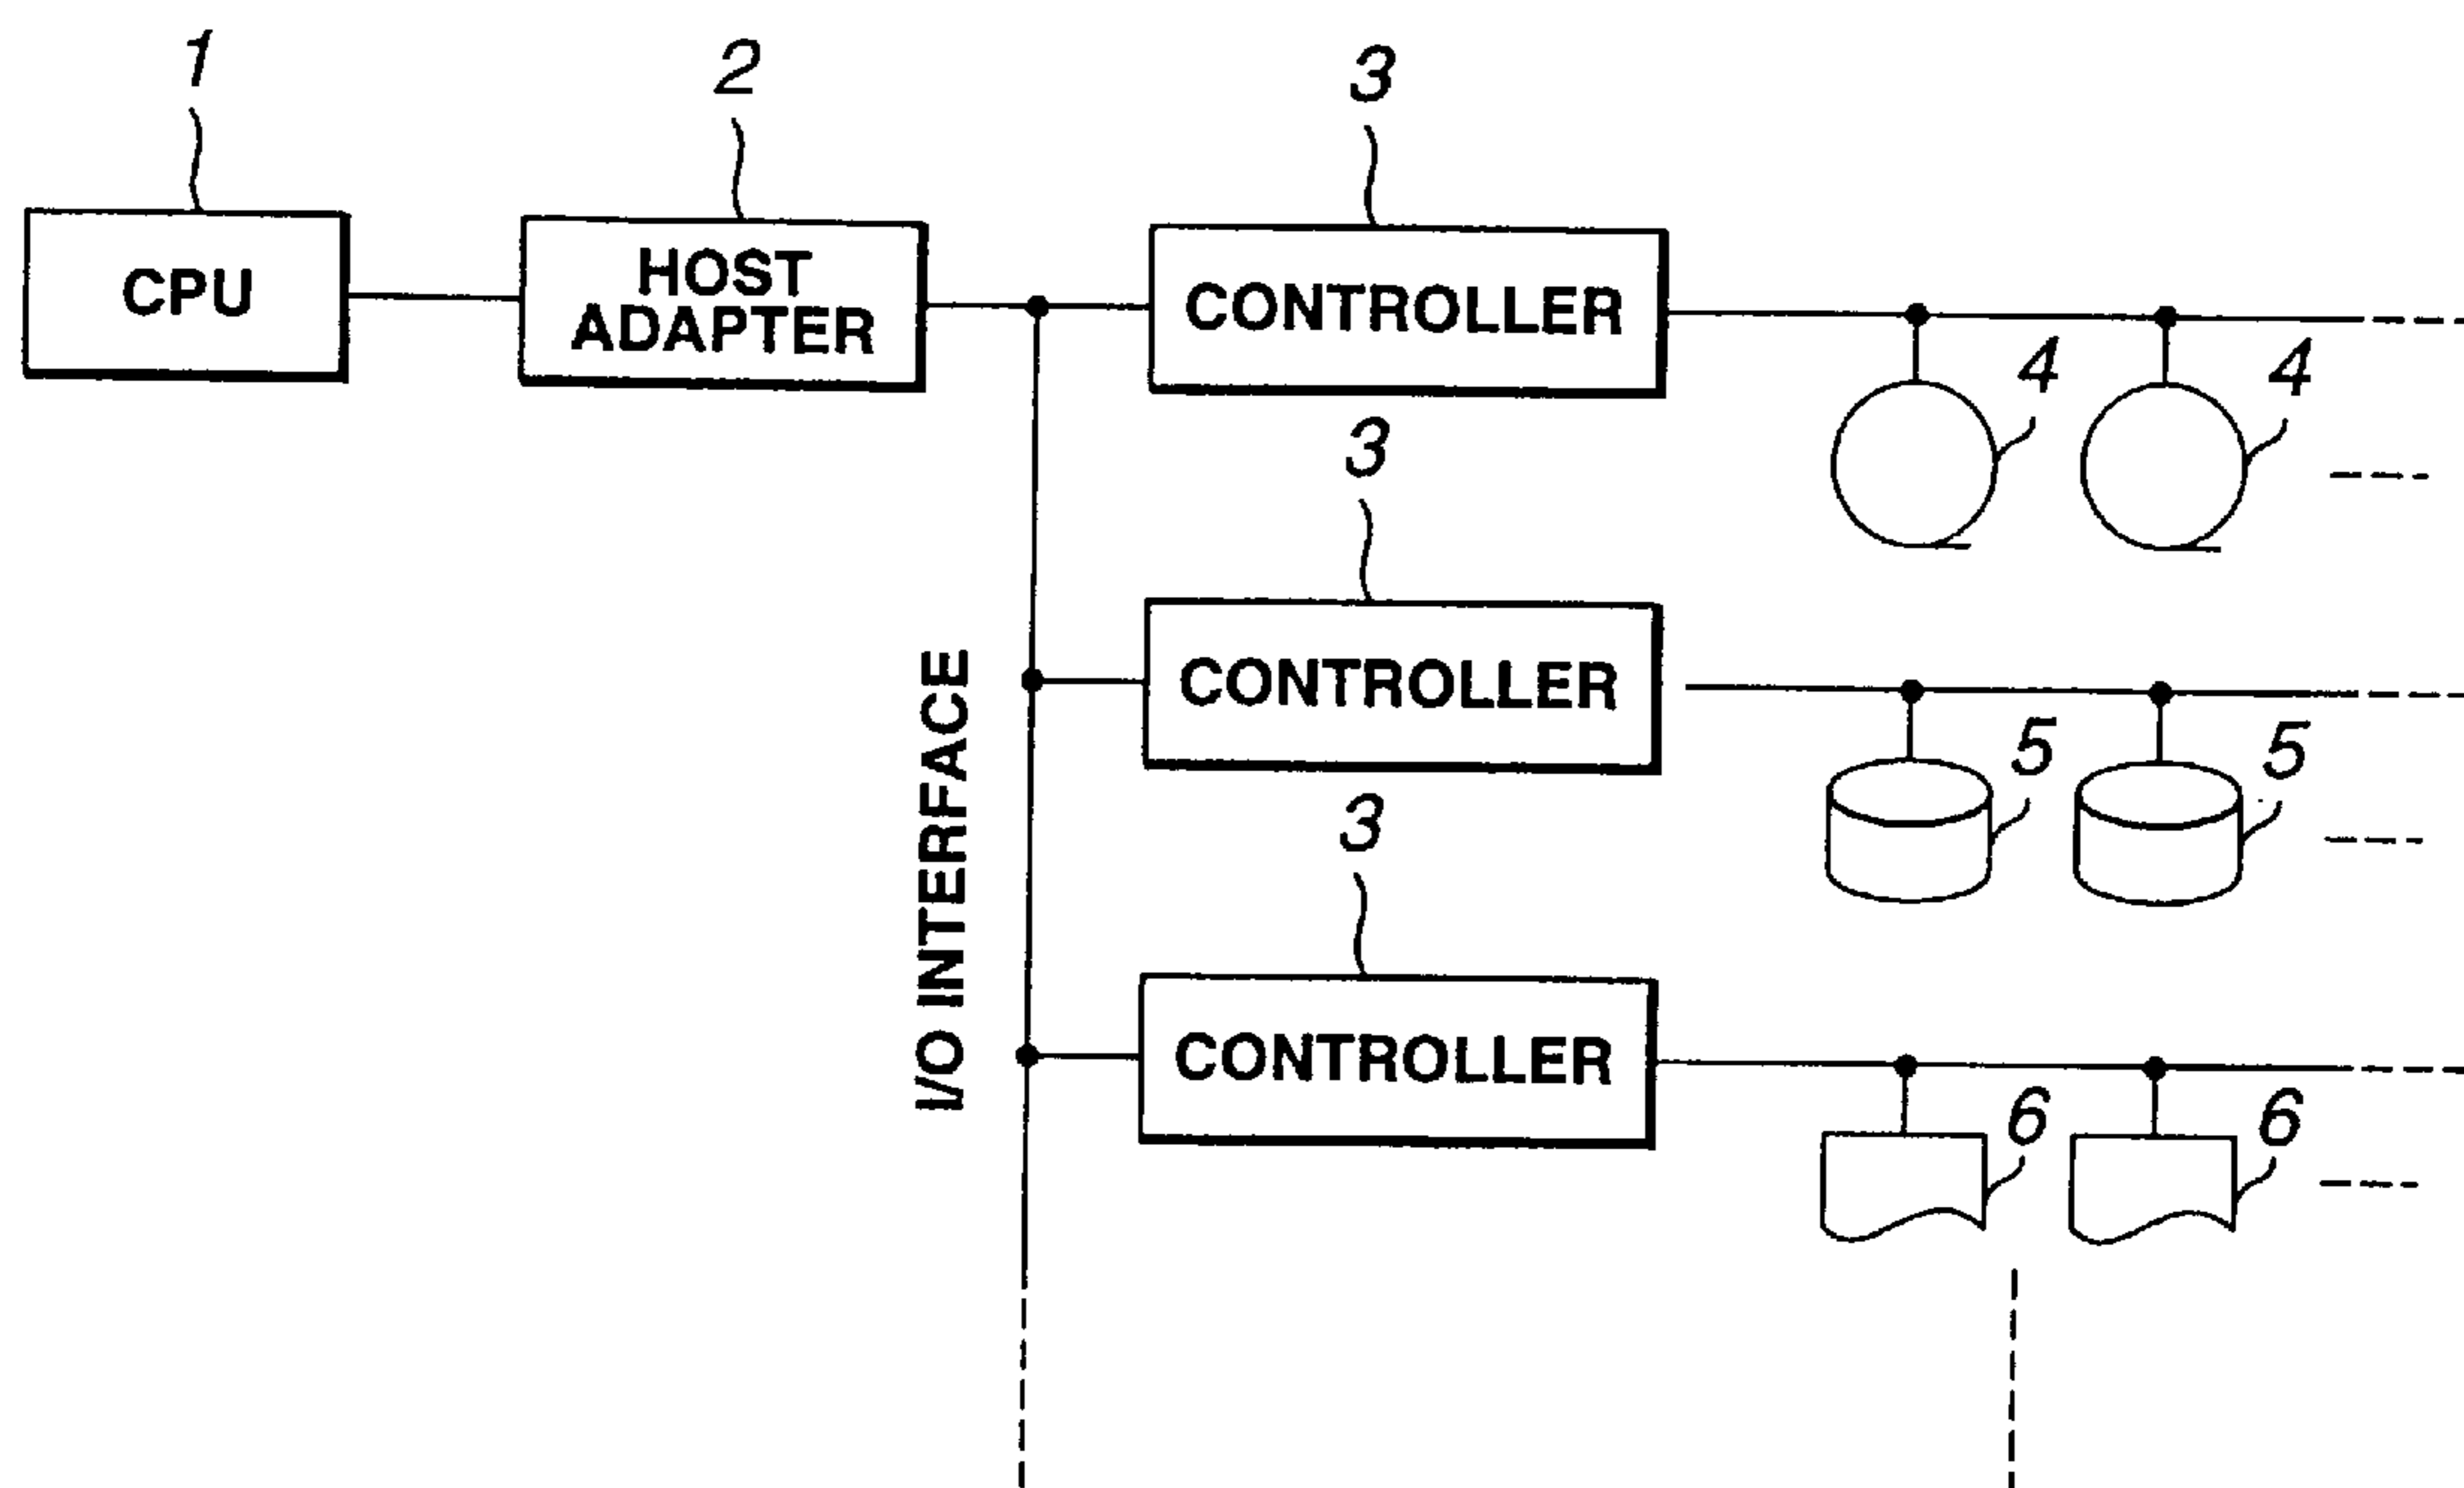 1
2
3
CPU
HOST
ADAPTER
CONTROLLER
4
4
3
CONTROLLER
5
5
I/O INTERFACE
3
CONTROLLER
6
6